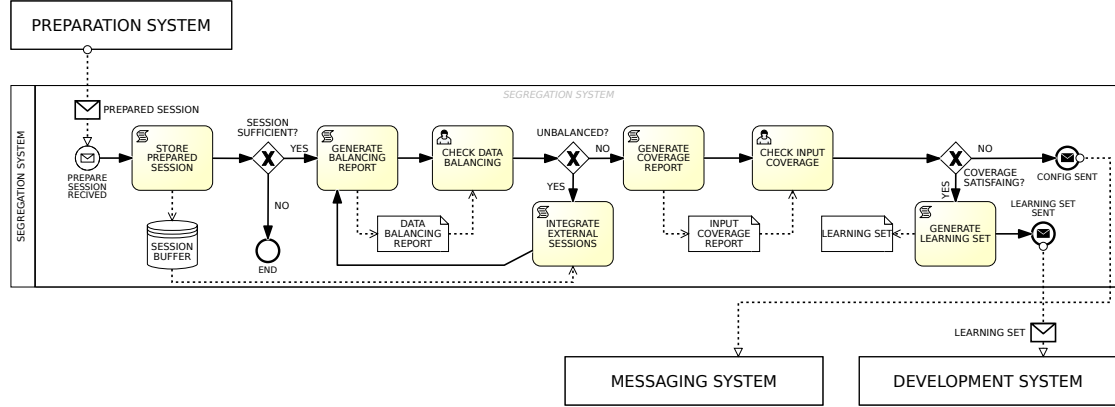 PREPARATION SYSTEM
SEGREGATION SYSTEM
SEGREGATION SYSTEM
PREPARED SESSION
PREPARE
SESSION
RECIVED
STORE
PREPARED
SESSION
SESSION
BUFFER
SESSION
SUFFICIENT?
YES
NO
END
GENERATE
BALANCING
REPORT
DATA
BALANCING
REPORT
CHECK DATA
BALANCING
UNBALANCED?
NO
YES
INTEGRATE
EXTERNAL
SESSIONS
GENERATE
COVERAGE
REPORT
INPUT
COVERAGE
REPORT
CHECK INPUT
COVERAGE
NO
COVERAGE
SATISFAING?
YES
CONFIG SENT
LEARNING SET
GENERATE
LEARNING SET
LEARNING SET
SENT
LEARNING SET
MESSAGING SYSTEM
DEVELOPMENT SYSTEM